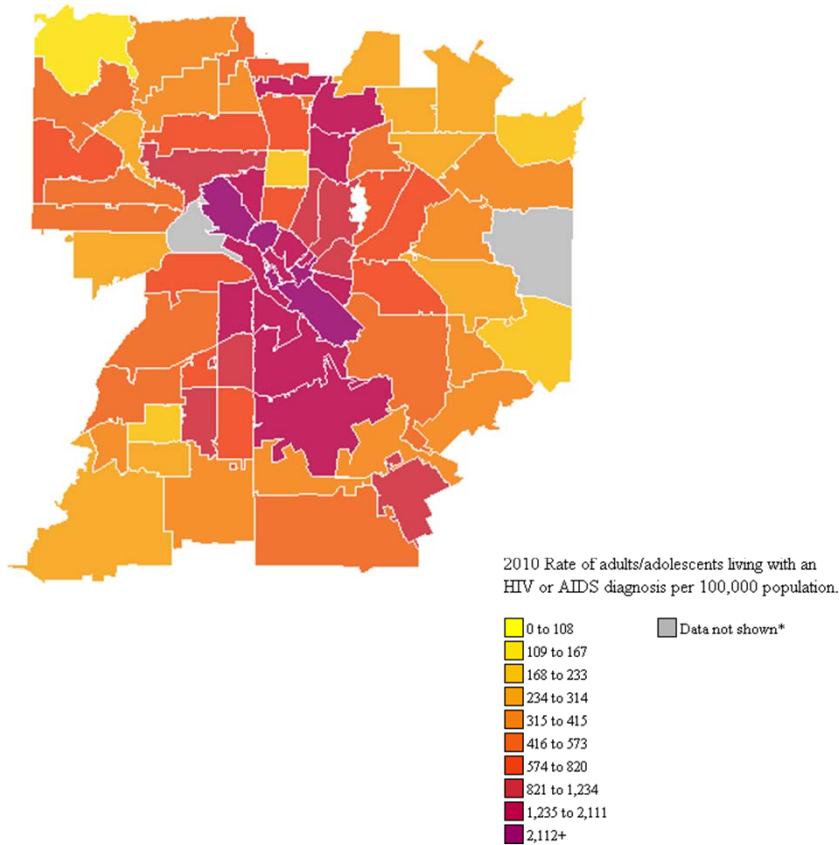 2010 Rate of adults/adolescents living with an
HIV or AIDS diagnosis per 100,000 population.
0 to 108
Data not shown*
109 to 167
168 to 233
234 to 314
315 to 415
416 to 573
574 to 820
821 to 1,234
1,235 to 2,111
2,112+